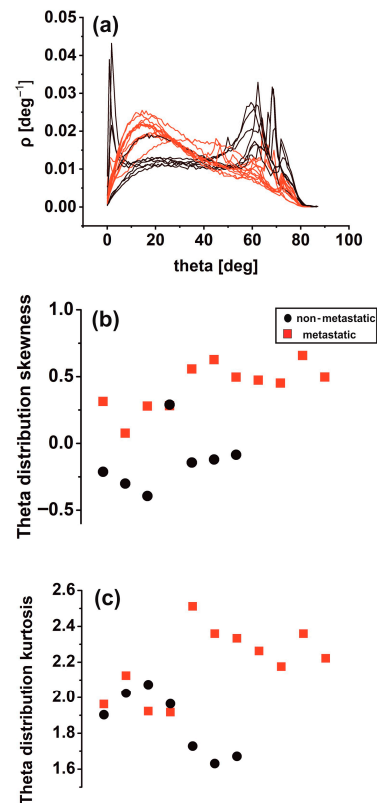 (a)
0.05
0.04
0.03
0.02
0.01
0.00
ρ [deg⁻¹]
0 20 40 60 80 100
theta [deg]
(b)
1.0
0.5
0.0
−0.5
Theta distribution skewness
non-metastatic
metastatic
(c)
2.6
2.4
2.2
2.0
1.8
1.6
Theta distribution kurtosis